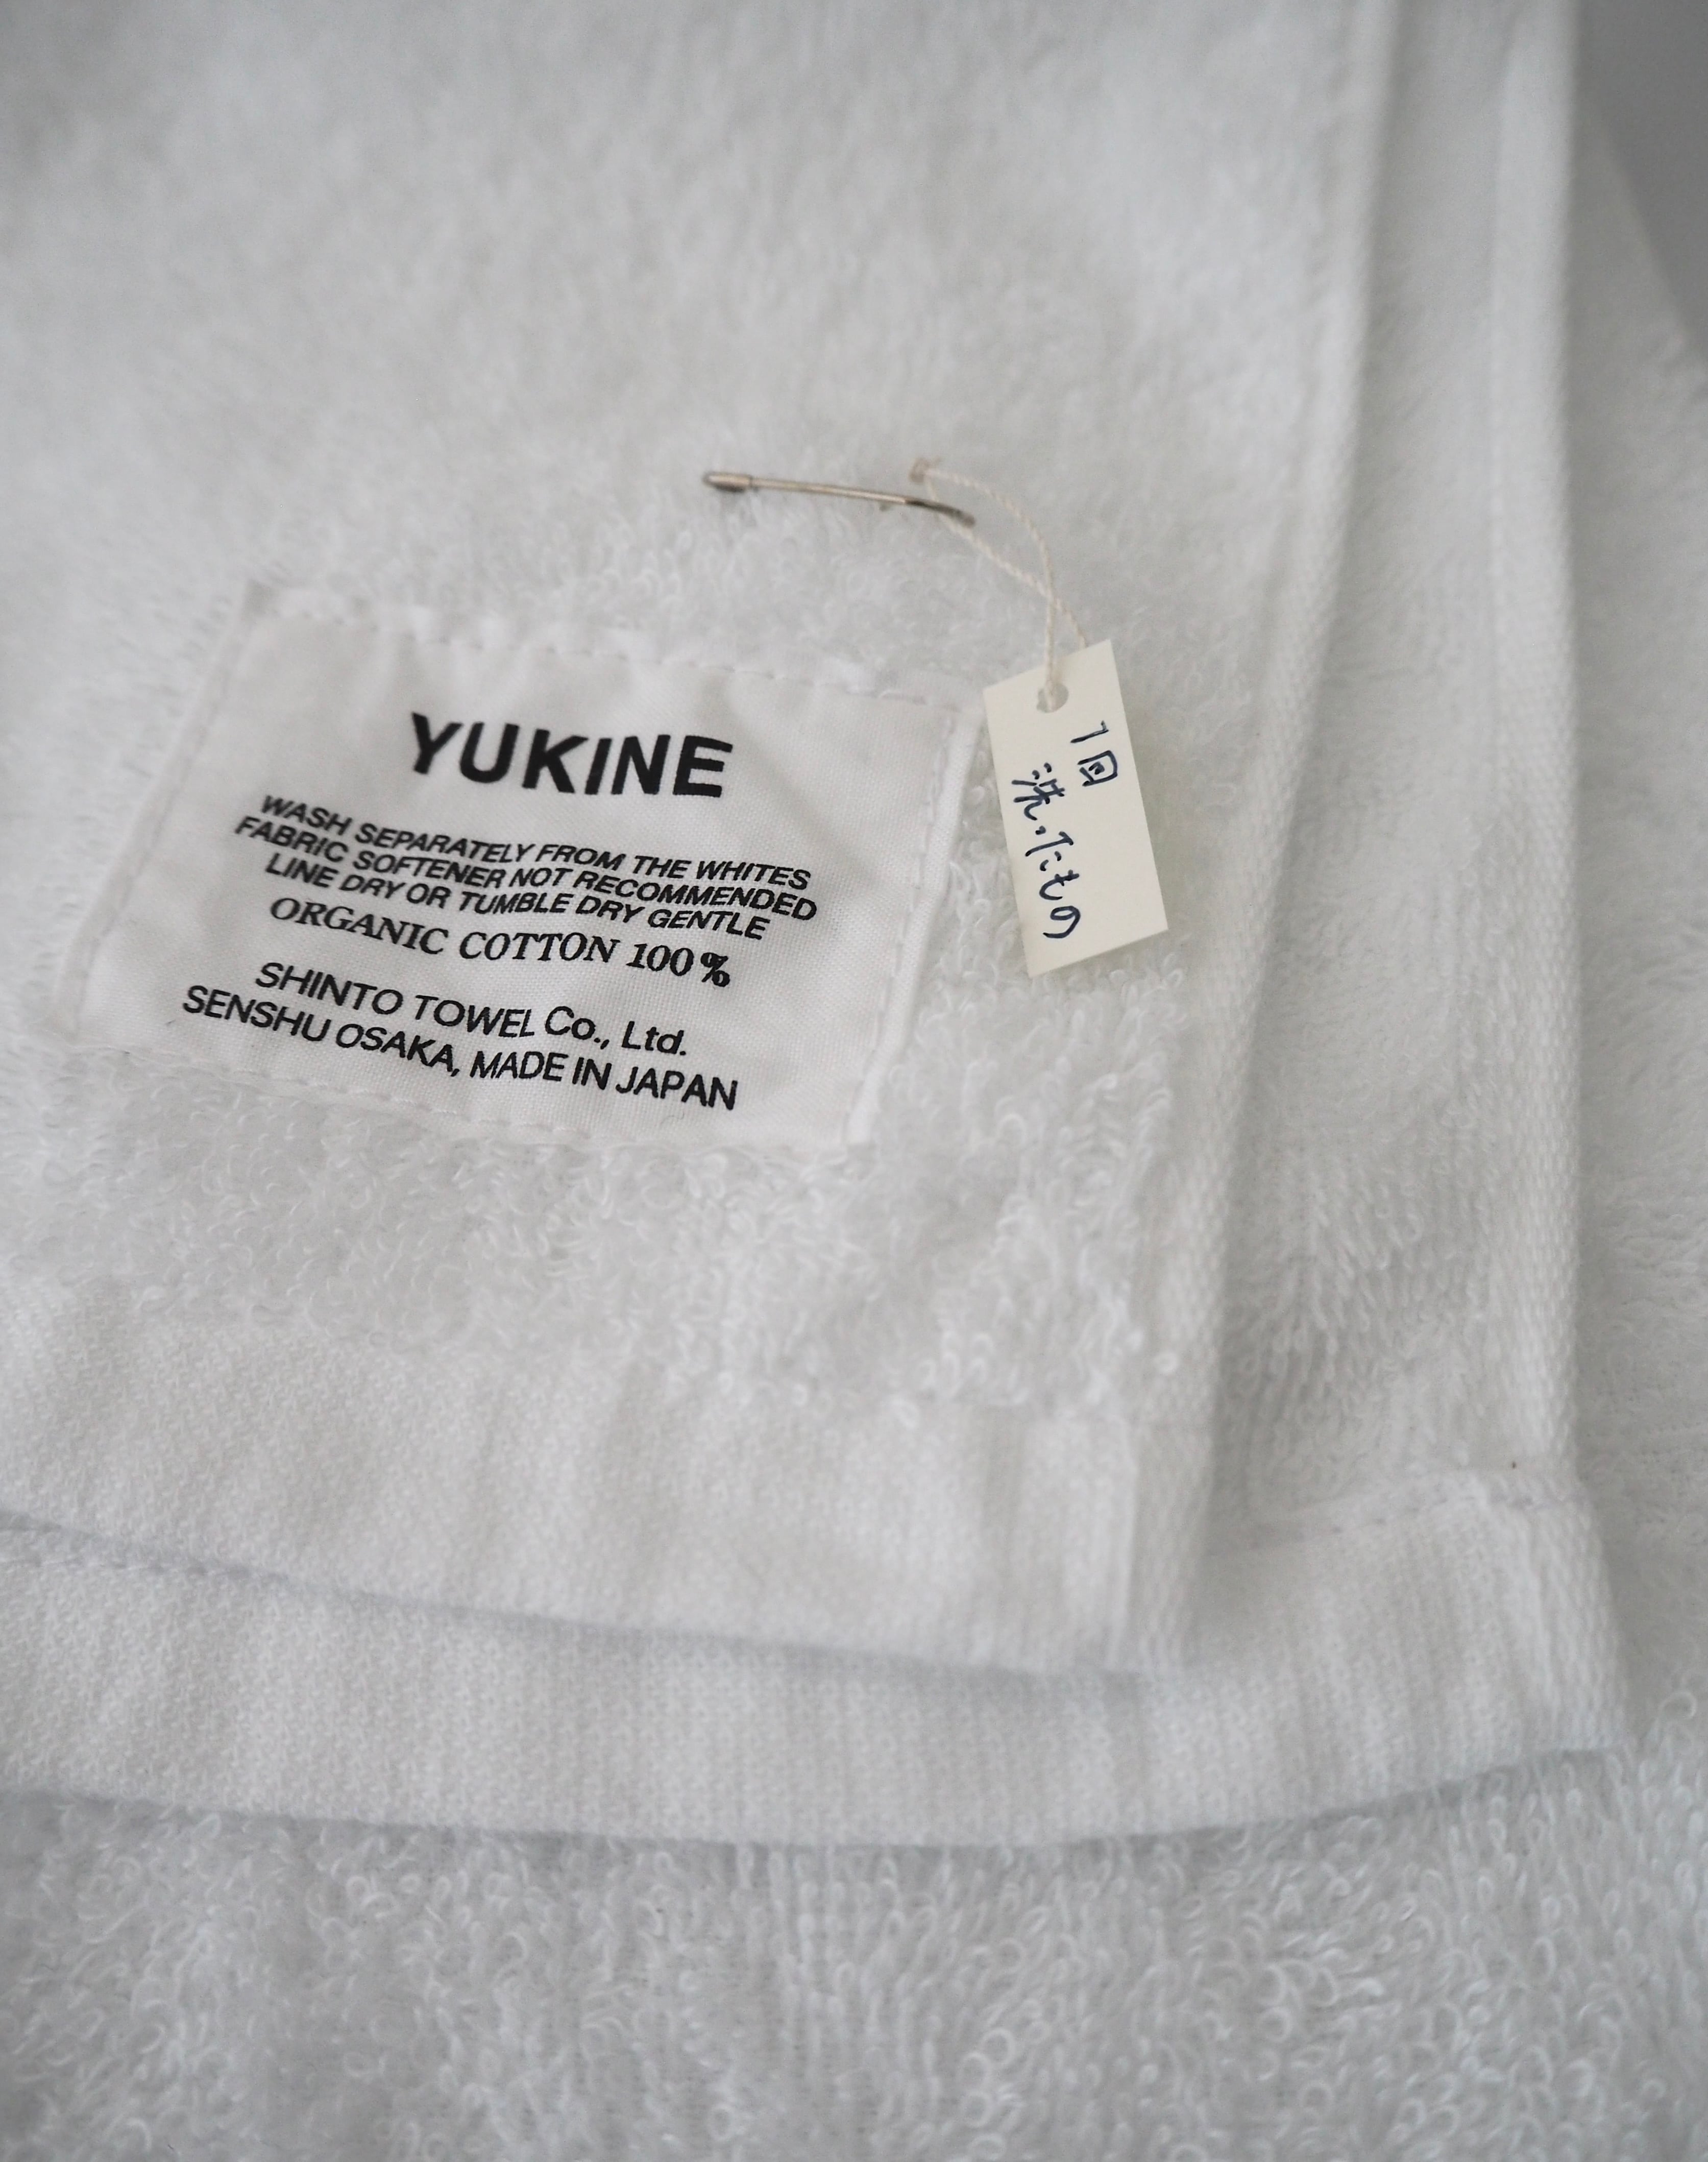 YUKINE
WASH SEPARATELY FROM THE WHITES
FABRIC SOFTENER NOT RECOMMENDED
LINE DRY OR TUMBLE DRY GENTLE
ORGANIC COTTON 100%
SHINTO TOWEL Co., Ltd.
SENSHU OSAKA, MADE IN JAPAN
1回
洗ったもの